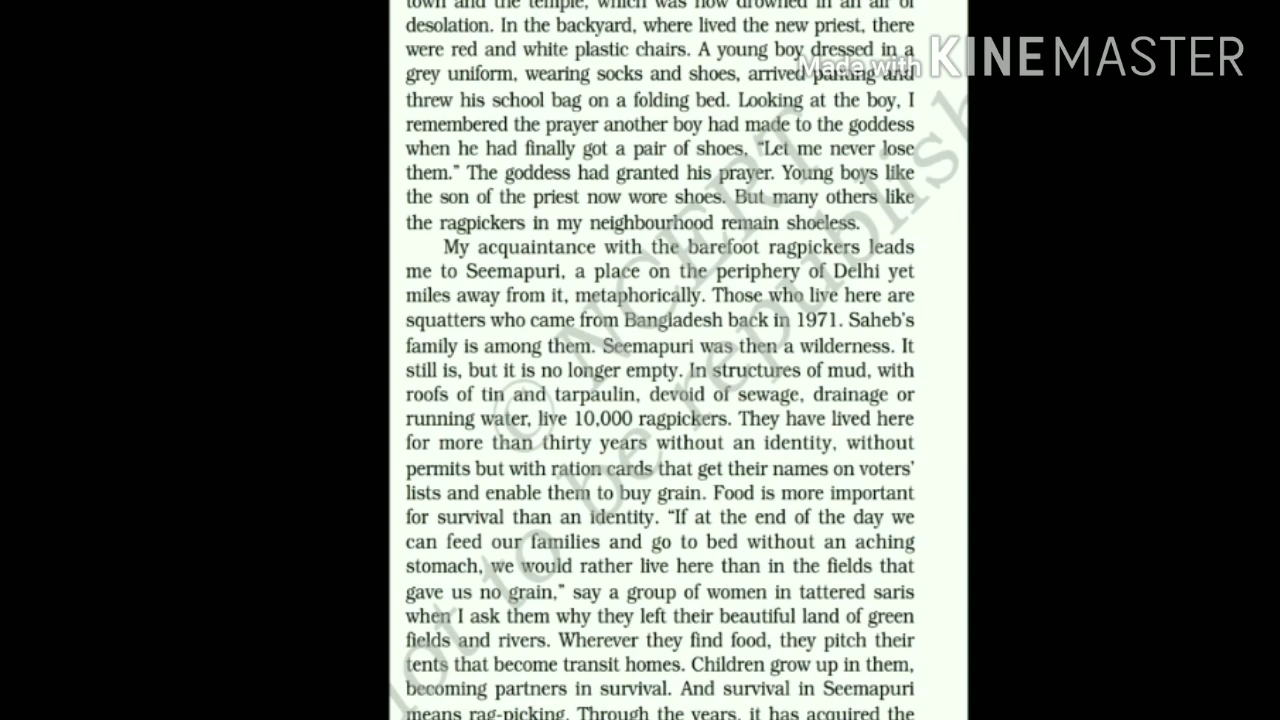 town and the temple, which was now drowned in an air of
desolation. In the backyard, where lived the new priest, there
were red and white plastic chairs. A young boy dressed in a
grey uniform, wearing socks and shoes, arrived panting and
threw his school bag on a folding bed. Looking at the boy, I
remembered the prayer another boy had made to the goddess
when he had finally got a pair of shoes, “Let me never lose
them.” The goddess had granted his prayer. Young boys like
the son of the priest now wore shoes. But many others like
the ragpickers in my neighbourhood remain shoeless.
My acquaintance with the barefoot ragpickers leads
me to Seemapuri, a place on the periphery of Delhi yet
miles away from it, metaphorically. Those who live here are
squatters who came from Bangladesh back in 1971. Saheb’s
family is among them. Seemapuri was then a wilderness. It
still is, but it is no longer empty. In structures of mud, with
roofs of tin and tarpaulin, devoid of sewage, drainage or
running water, live 10,000 ragpickers. They have lived here
for more than thirty years without an identity, without
permits but with ration cards that get their names on voters’
lists and enable them to buy grain. Food is more important
for survival than an identity. “If at the end of the day we
can feed our families and go to bed without an aching
stomach, we would rather live here than in the fields that
gave us no grain,” say a group of women in tattered saris
when I ask them why they left their beautiful land of green
fields and rivers. Wherever they find food, they pitch their
tents that become transit homes. Children grow up in them,
becoming partners in survival. And survival in Seemapuri
means rag-picking. Through the years, it has acquired the
Made with KINEMASTER
© NCERT
not to be republish